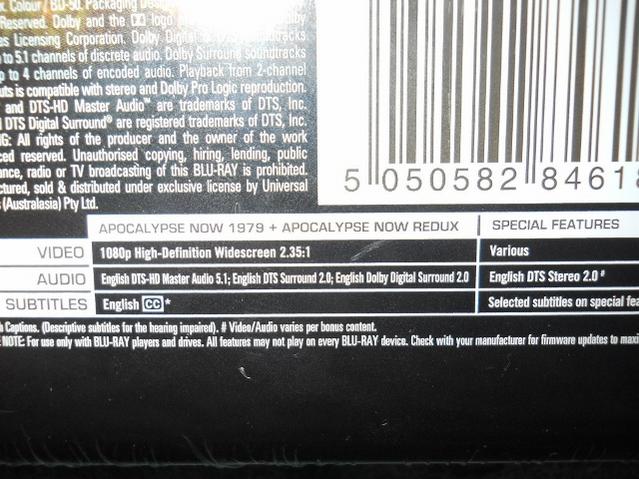 Colour/ BD-50. Packaging
Reserved. Dolby and the DD logo
es Licensing Corporation. Dolby Digital
to 5.1 channels of discrete audio. Dolby Surround soundtracks
p to 4 channels of encoded audio. Playback from 2-channel
uts is compatible with stereo and Dolby Pro Logic reproduction.
and DTS-HD Master Audio™ are trademarks of DTS, Inc.
DTS Digital Surround® are registered trademarks of DTS, Inc.
G: All rights of the producer and the owner of the work
ced reserved. Unauthorised copying, hiring, lending, public
ance, radio or TV broadcasting of this BLU-RAY is prohibited.
ctured, sold & distributed under exclusive license by Universal
(Australasia) Pty Ltd.
5 050582 84618
APOCALYPSE NOW 1979 + APOCALYPSE NOW REDUX SPECIAL FEATURES
VIDEO 1080p High-Definition Widescreen 2.35:1 Various
AUDIO English DTS-HD Master Audio 5.1; English DTS Surround 2.0; English Dolby Digital Surround 2.0 English DTS Stereo 2.0#
SUBTITLES English CC* Selected subtitles on special fea
Captions. (Descriptive subtitles for the hearing impaired). # Video/Audio varies per bonus content.
NOTE: For use only with BLU-RAY players and drives. All features may not play on every BLU-RAY device. Check with your manufacturer for firmware updates to maxi